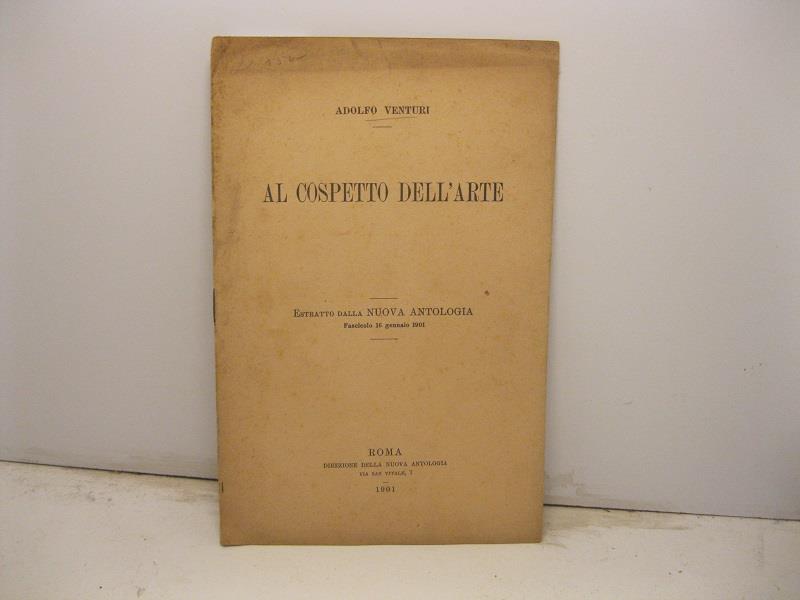 ADOLFO VENTURI
AL COSPETTO DELL'ARTE
ESTRATTO DALLA NUOVA ANTOLOGIA
Fascicolo 16 gennaio 1901
ROMA
DIREZIONE DELLA NUOVA ANTOLOGIA
VIA SAN VITALE, 7
1901